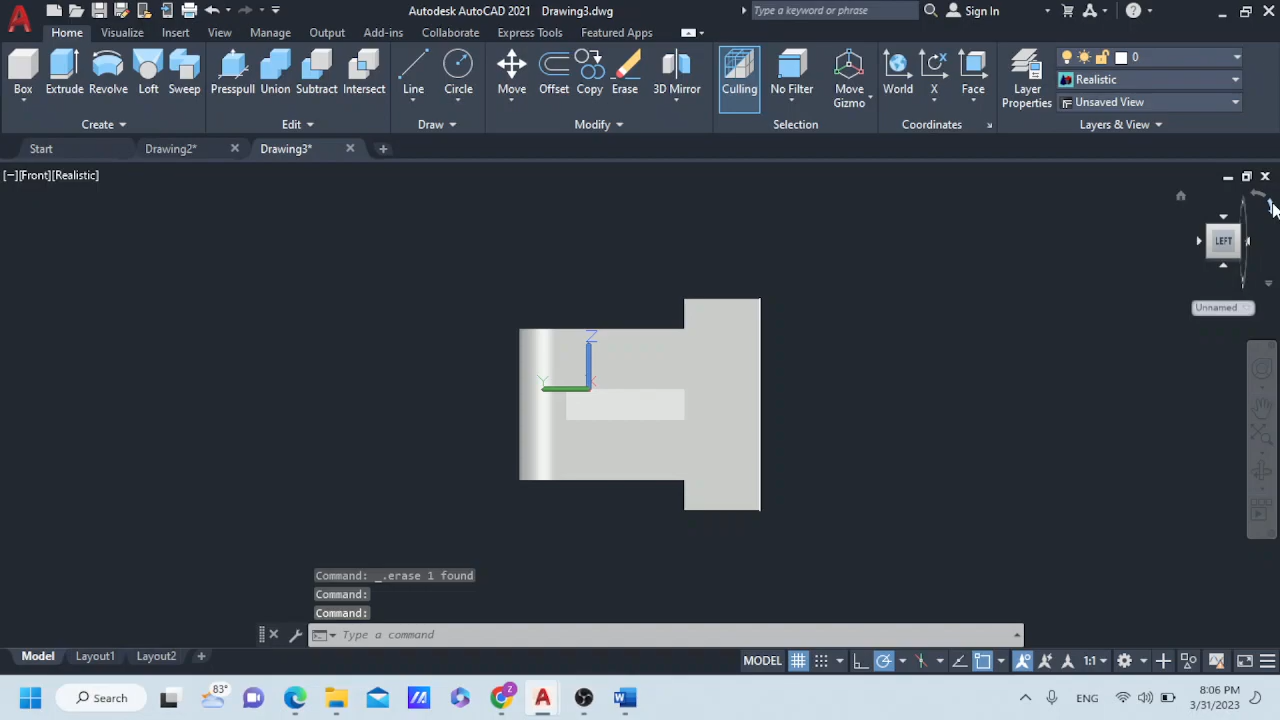 Autodesk AutoCAD 2021 Drawing3.dwg
Type a keyword or phrase
Sign In
Home Visualize Insert View Manage Output Add-ins Collaborate Express Tools Featured Apps
Box Extrude Revolve Loft Sweep Presspull Union Subtract Intersect Line Circle Move Offset Copy Erase 3D Mirror Culling No Filter Move Gizmo World X Face Layer Properties
0
Realistic
Unsaved View
Create Edit Draw Modify Selection Coordinates Layers & View
Start Drawing2* Drawing3*
[−][Front][Realistic]
LEFT
Unnamed
Z
Y X
Command: _.erase 1 found
Command:
Command:
Type a command
Model Layout1 Layout2
MODEL 1:1
83°
Search
ENG
8:06 PM
3/31/2023